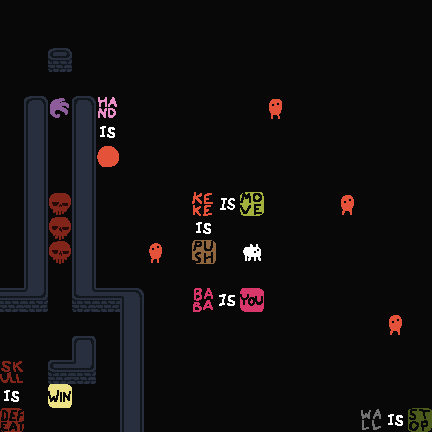 HAND
IS
KEKE IS MOVE
IS
PUSH
BABA IS YOU
SKULL
IS WIN
DEFEAT
WALL IS STOP